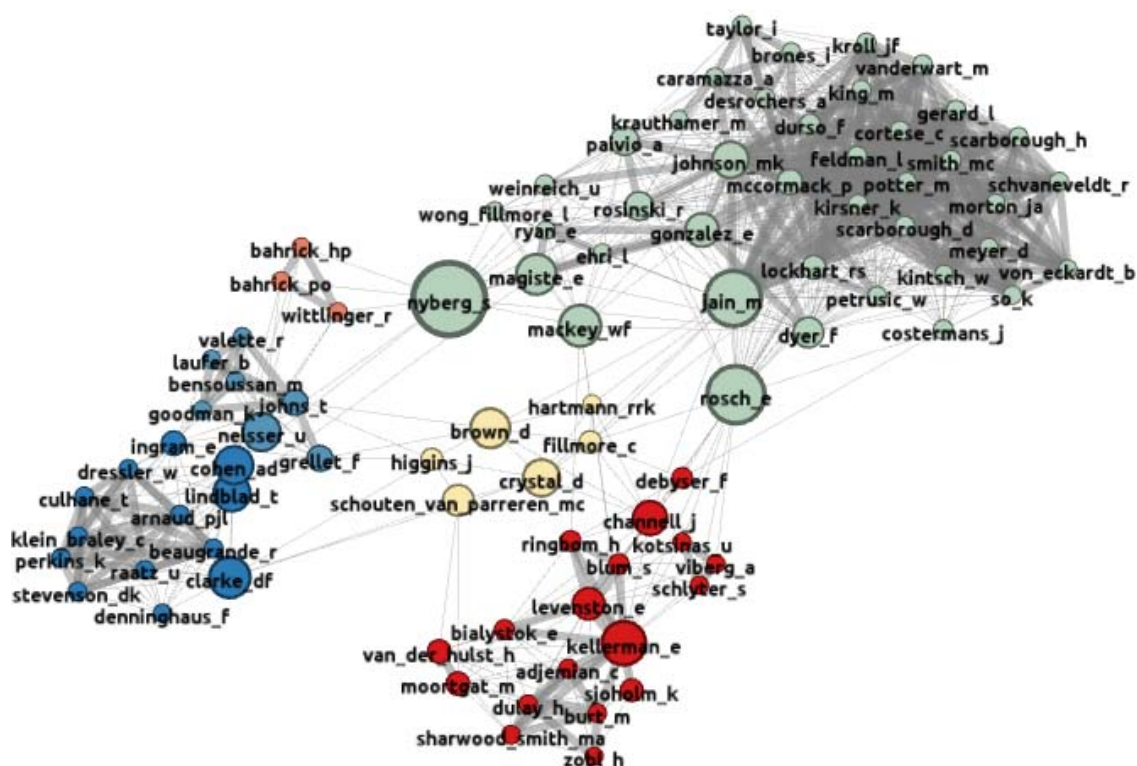 taylor_i
kroll_jf
brones_i
vanderwart_m
caramazza_a
king_m
desrochers_a
gerard_l
krauthamer_m
durso_f
cortese_c
scarborough_h
paivio_a
johnson_mk
feldman_l
smith_mc
weinreich_u
mccormack_p
potter_m
schvaneveldt_r
wong_fillmore_l
rosinski_r
kirsner_k
morton_ja
ryan_e
gonzalez_e
scarborough_d
bahrick_hp
ehri_l
meyer_d
bahrick_po
magiste_e
lockhart_rs
kintsch_w
von_eckardt_b
nyberg_s
jain_m
petrusic_w
so_k
wittlinger_r
mackey_wf
dyer_f
costermans_j
valette_r
laufer_b
bensoussan_m
rosch_e
goodman_k
johns_t
hartmann_rrk
neisser_u
brown_d
ingram_e
fillmore_c
grellet_f
higgins_j
dressler_w
cohen_ad
crystal_d
debyser_f
culhane_t
lindblad_t
schouten_van_parreren_mc
arnaud_pjl
channell_j
klein_braley_c
ringbom_h
kotsinas_u
perkins_k
beaugrande_r
raatz_u
blum_s
viberg_a
clarke_df
schlyter_s
stevenson_dk
levenston_e
denninghaus_f
bialystok_e
kellerman_e
van_der_hulst_h
adjemian_c
moortgat_m
sjoholm_k
dulay_h
burt_m
sharwood_smith_ma
zobl_h